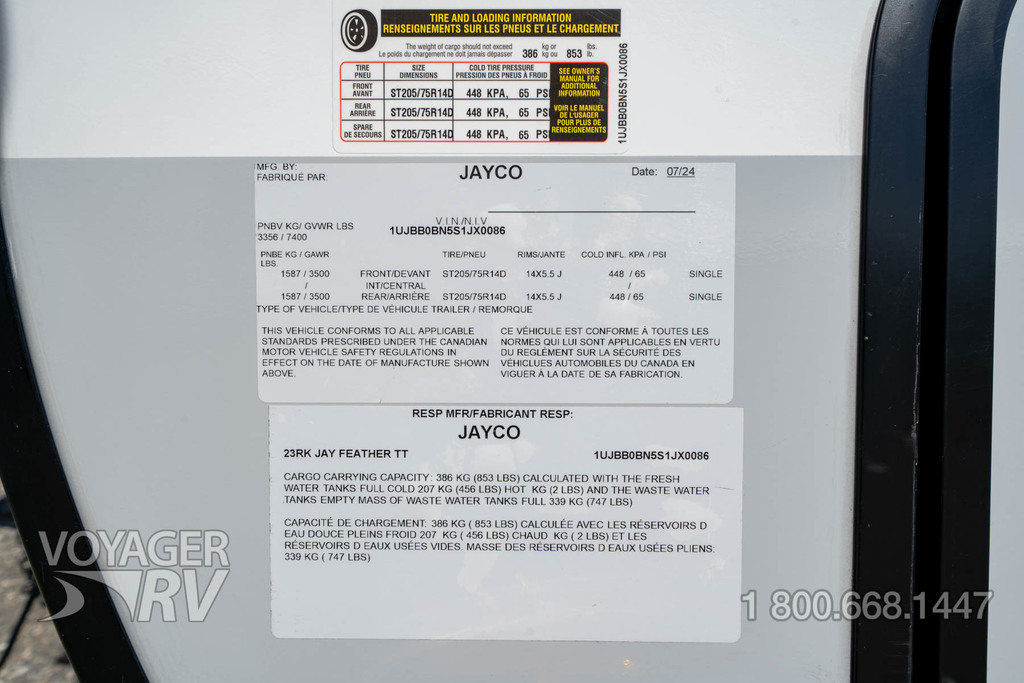 TIRE AND LOADING INFORMATION
RENSEIGNEMENTS SUR LES PNEUS ET LE CHARGEMENT
The weight of cargo should not exceed 386 kg or 853 lbs.
Le poids du chargement ne doit jamais dépasser kg ou lb.
TIRE PNEU SIZE DIMENSIONS COLD TIRE PRESSURE PRESSION DES PNEUS À FROID
FRONT AVANT ST205/75R14D 448 KPA, 65 PSI
REAR ARRIÈRE ST205/75R14D 448 KPA, 65 PSI
SPARE DE SECOURS ST205/75R14D 448 KPA, 65 PSI
SEE OWNER'S
MANUAL FOR
ADDITIONAL
INFORMATION
VOIR LE MANUEL
DE L'USAGER
POUR PLUS DE
RENSEIGNEMENTS
1UJBB0BN5S1JX0086
MFG. BY: JAYCO Date: 07/24
FABRIQUÉ PAR:
PNBV KG/ GVWR LBS V.I.N./N.I.V
3356 / 7400 1UJBB0BN5S1JX0086
PNBE KG / GAWR TIRE/PNEU RIMS/JANTE COLD INFL. KPA / PSI
LBS.
1587 / 3500 FRONT/DEVANT ST205/75R14D 14X5.5 J 448 / 65 SINGLE
/ INT/CENTRAL /
1587 / 3500 REAR/ARRIÈRE ST205/75R14D 14X5.5 J 448 / 65 SINGLE
TYPE OF VEHICLE/TYPE DE VÉHICULE TRAILER / REMORQUE
THIS VEHICLE CONFORMS TO ALL APPLICABLE
STANDARDS PRESCRIBED UNDER THE CANADIAN
MOTOR VEHICLE SAFETY REGULATIONS IN
EFFECT ON THE DATE OF MANUFACTURE SHOWN
ABOVE.
CE VÉHICULE EST CONFORME À TOUTES LES
NORMES QUI LUI SONT APPLICABLES EN VERTU
DU REGLÉMENT SUR LA SÉCURITÉ DES
VÉHICLUES AUTOMOBILES DU CANADA EN
VIGUER À LA DATE DE SA FABRICATION.
RESP MFR/FABRICANT RESP:
JAYCO
23RK JAY FEATHER TT 1UJBB0BN5S1JX0086
CARGO CARRYING CAPACITY: 386 KG (853 LBS) CALCULATED WITH THE FRESH
WATER TANKS FULL COLD 207 KG (456 LBS) HOT KG (2 LBS) AND THE WASTE WATER
TANKS EMPTY MASS OF WASTE WATER TANKS FULL 339 KG (747 LBS)
CAPACITÉ DE CHARGEMENT: 386 KG ( 853 LBS) CALCULÉE AVEC LES RÉSERVOIRS D
EAU DOUCE PLEINS FROID 207 KG ( 456 LBS) CHAUD KG ( 2 LBS) ET LES
RÉSERVOIRS D EAUX USÉES VIDES. MASSE DES RÉSERVOIRS D EAUX USÉES PLIENS:
339 KG ( 747 LBS)
VOYAGER
RV
1 800.668.1447